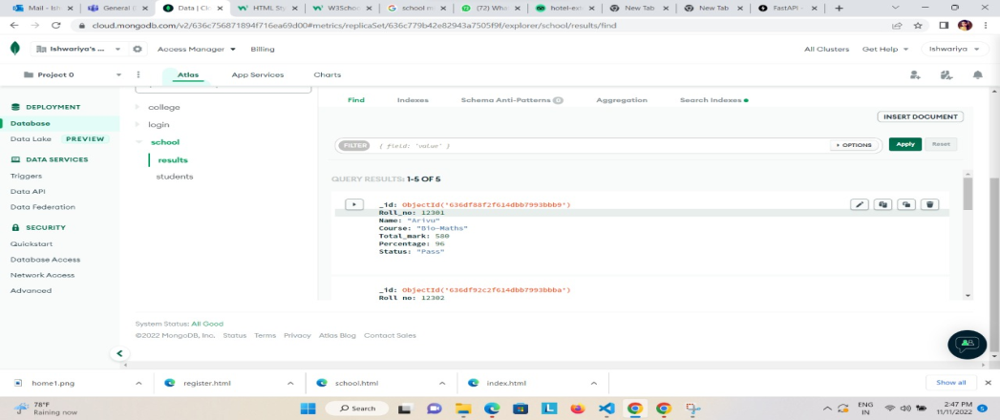 Mail - Ish
General
Data | Clo
HTML St
W3Schoo
school m
(72) What
hotel-ext
New Tab
New Tab
FastAPI -
cloud.mongodb.com/v2/636c756871894f716ea69d00#metrics/replicaSet/636c779b42e82943a7505f9f/explorer/school/results/find
Ishwariya's ...
Access Manager
Billing
All Clusters
Get Help
Ishwariya
Project 0
Atlas
App Services
Charts
DEPLOYMENT
Database
Data Lake PREVIEW
DATA SERVICES
Triggers
Data API
Data Federation
SECURITY
Quickstart
Database Access
Network Access
Advanced
college
login
school
results
students
Find
Indexes
Schema Anti-Patterns 0
Aggregation
Search Indexes
INSERT DOCUMENT
FILTER { field: 'value' }
OPTIONS
Apply
Reset
QUERY RESULTS: 1-5 OF 5
_id: ObjectId('636df88f2f614dbb7993bbb9')
Roll_no: 12301
Name: "Arivu"
Course: "Bio-Maths"
Total_mark: 580
Percentage: 96
Status: "Pass"
_id: ObjectId('636df92c2f614dbb7993bbba')
Roll no: 12302
System Status: All Good
©2022 MongoDB, Inc. Status Terms Privacy Atlas Blog Contact Sales
home1.png
register.html
school.html
index.html
Show all
78°F
Raining now
Search
ENG
IN
2:47 PM
11/11/2022
5